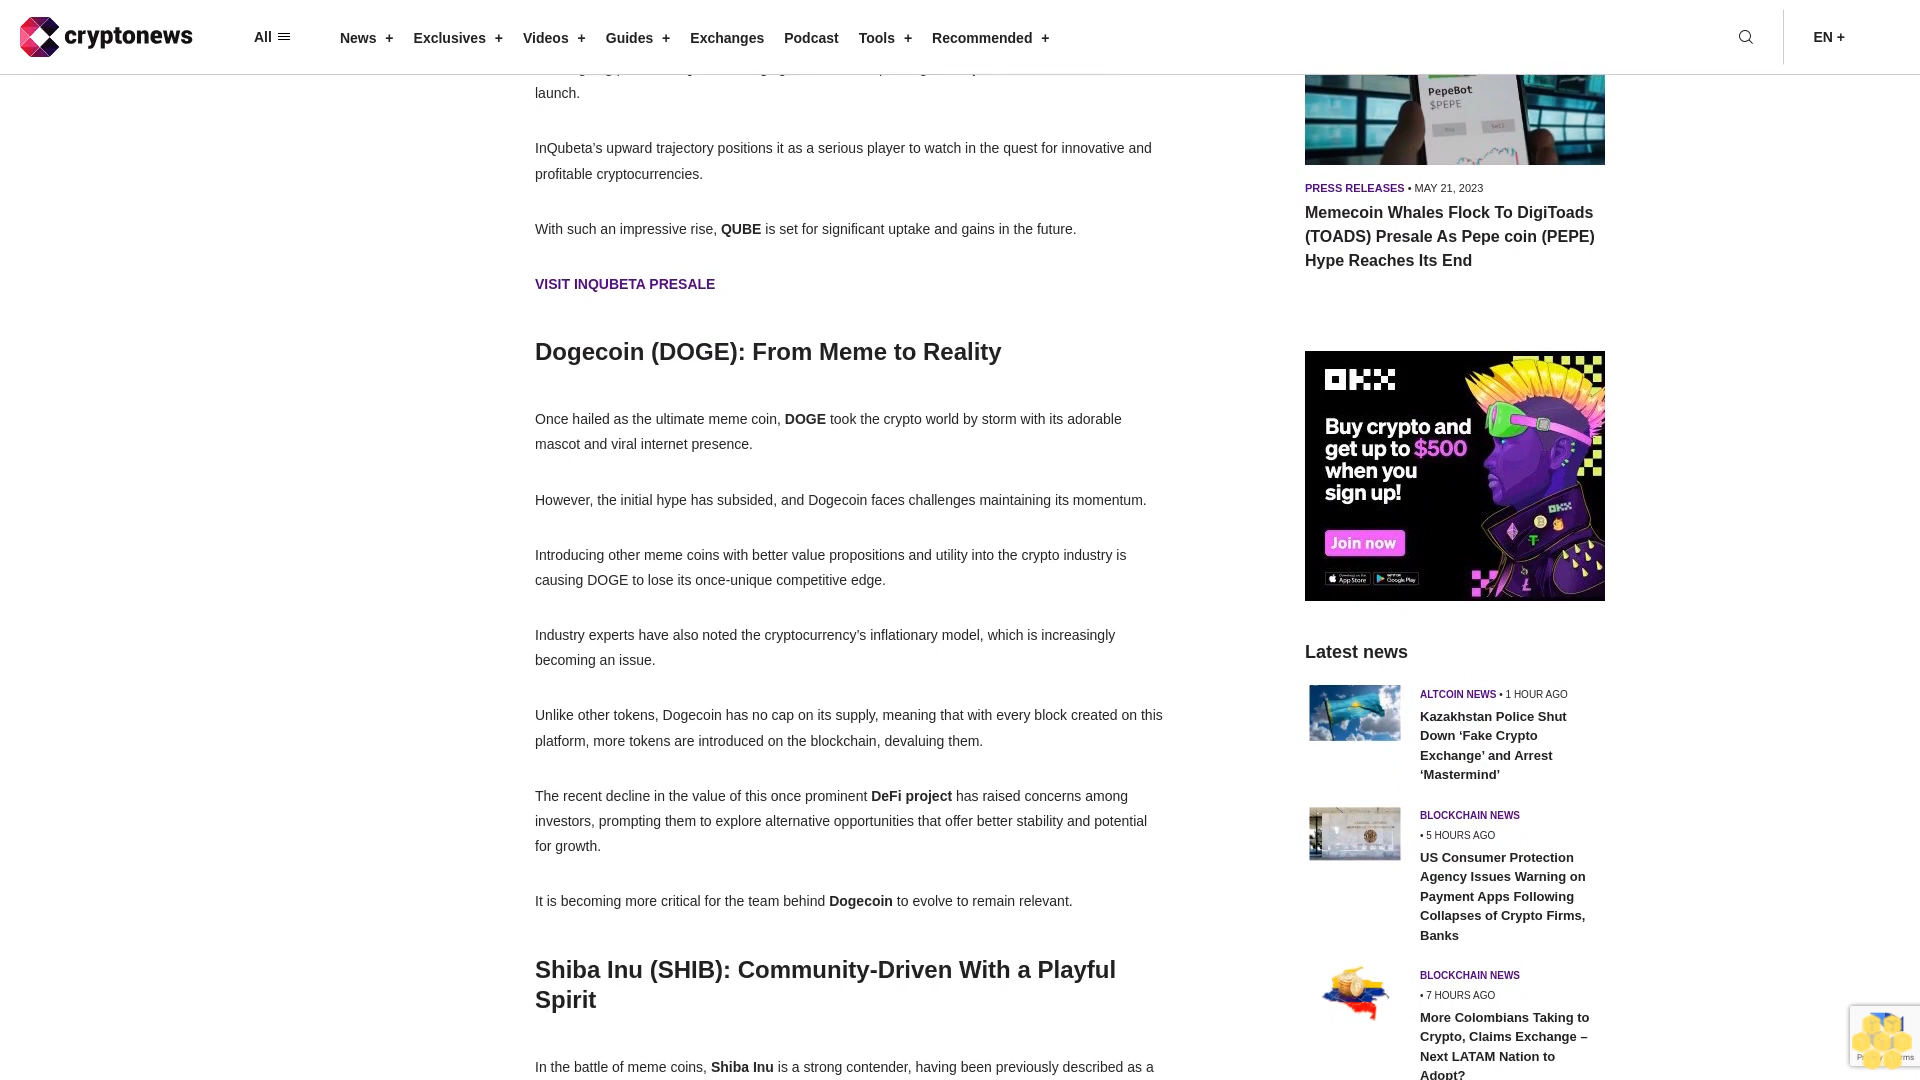 cryptonews
All
News +
Exclusives +
Videos +
Guides +
Exchanges
Podcast
Tools +
Recommended +
EN +
launch.
InQubeta’s upward trajectory positions it as a serious player to watch in the quest for innovative and
profitable cryptocurrencies.
With such an impressive rise, QUBE is set for significant uptake and gains in the future.
VISIT INQUBETA PRESALE
Dogecoin (DOGE): From Meme to Reality
Once hailed as the ultimate meme coin, DOGE took the crypto world by storm with its adorable
mascot and viral internet presence.
However, the initial hype has subsided, and Dogecoin faces challenges maintaining its momentum.
Introducing other meme coins with better value propositions and utility into the crypto industry is
causing DOGE to lose its once-unique competitive edge.
Industry experts have also noted the cryptocurrency’s inflationary model, which is increasingly
becoming an issue.
Unlike other tokens, Dogecoin has no cap on its supply, meaning that with every block created on this
platform, more tokens are introduced on the blockchain, devaluing them.
The recent decline in the value of this once prominent DeFi project has raised concerns among
investors, prompting them to explore alternative opportunities that offer better stability and potential
for growth.
It is becoming more critical for the team behind Dogecoin to evolve to remain relevant.
Shiba Inu (SHIB): Community-Driven With a Playful
Spirit
In the battle of meme coins, Shiba Inu is a strong contender, having been previously described as a
PepeBot
$PEPE
Buy
Sell
PRESS RELEASES • MAY 21, 2023
Memecoin Whales Flock To DigiToads
(TOADS) Presale As Pepe coin (PEPE)
Hype Reaches Its End
OKX
Buy crypto and
get up to $500
when you
sign up!
Join now
Download on the
App Store
GET IT ON
Google Play
OKX
Latest news
ALTCOIN NEWS • 1 HOUR AGO
Kazakhstan Police Shut
Down ‘Fake Crypto
Exchange’ and Arrest
‘Mastermind’
BLOCKCHAIN NEWS
• 5 HOURS AGO
US Consumer Protection
Agency Issues Warning on
Payment Apps Following
Collapses of Crypto Firms,
Banks
BLOCKCHAIN NEWS
• 7 HOURS AGO
More Colombians Taking to
Crypto, Claims Exchange –
Next LATAM Nation to
Adopt?